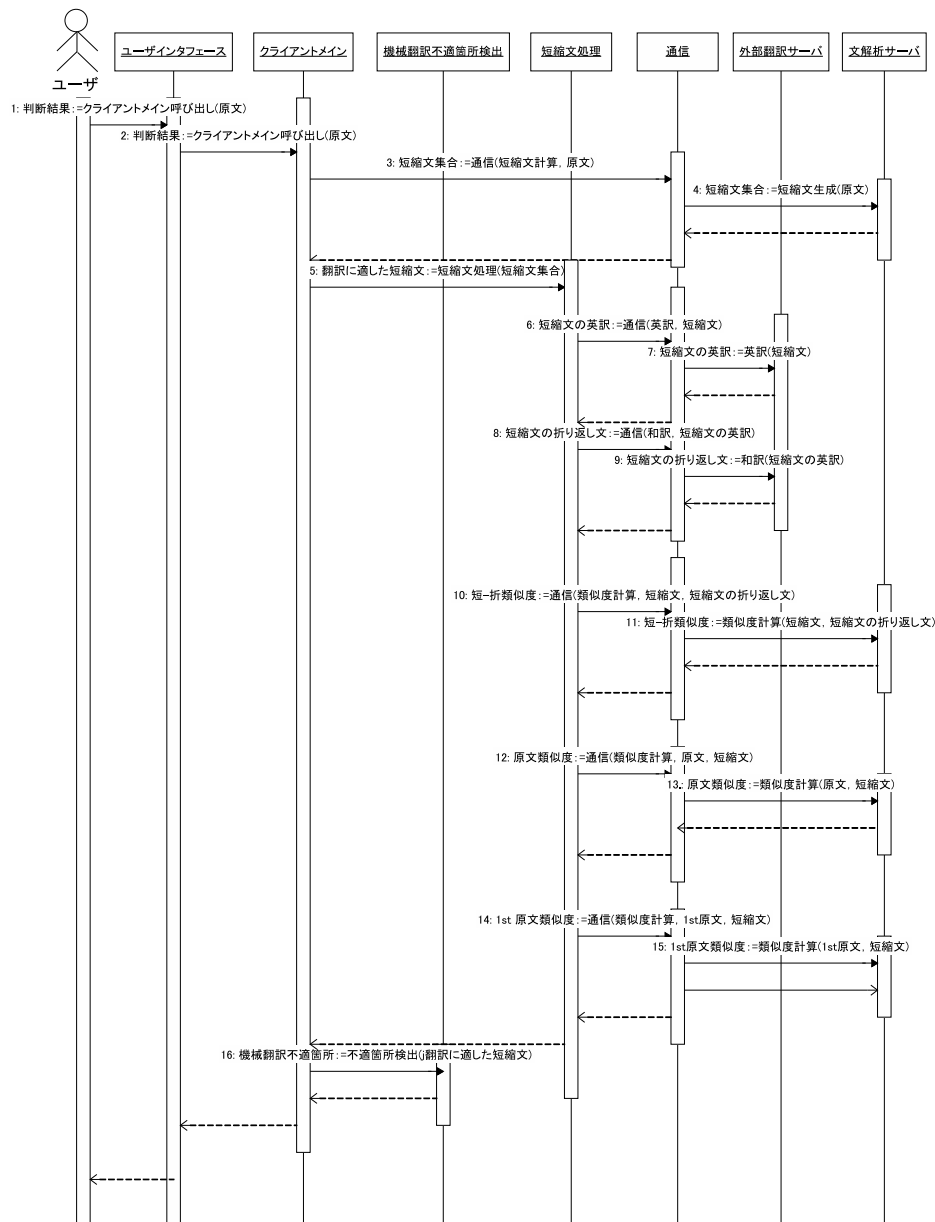 ユーザインタフェース
クライアントメイン
機械翻訳不適箇所検出
短縮文処理
通信
外部翻訳サーバ
文解析サーバ
ユーザ
1: 判断結果:=クライアントメイン呼び出し(原文)
2: 判断結果:=クライアントメイン呼び出し(原文)
3: 短縮文集合:=通信(短縮文計算, 原文)
4: 短縮文集合:=短縮文生成(原文)
5: 翻訳に適した短縮文:=短縮文処理(短縮文集合)
6: 短縮文の英訳:=通信(英訳, 短縮文)
7: 短縮文の英訳:=英訳(短縮文)
8: 短縮文の折り返し文:=通信(和訳, 短縮文の英訳)
9: 短縮文の折り返し文:=和訳(短縮文の英訳)
10: 短-折類似度:=通信(類似度計算, 短縮文, 短縮文の折り返し文)
11: 短-折類似度:=類似度計算(短縮文, 短縮文の折り返し文)
12: 原文類似度:=通信(類似度計算, 原文, 短縮文)
13: 原文類似度:=類似度計算(原文, 短縮文)
14: 1st 原文類似度:=通信(類似度計算, 1st原文, 短縮文)
15: 1st原文類似度:=類似度計算(1st原文, 短縮文)
16: 機械翻訳不適箇所:=不適箇所検出(j翻訳に適した短縮文)